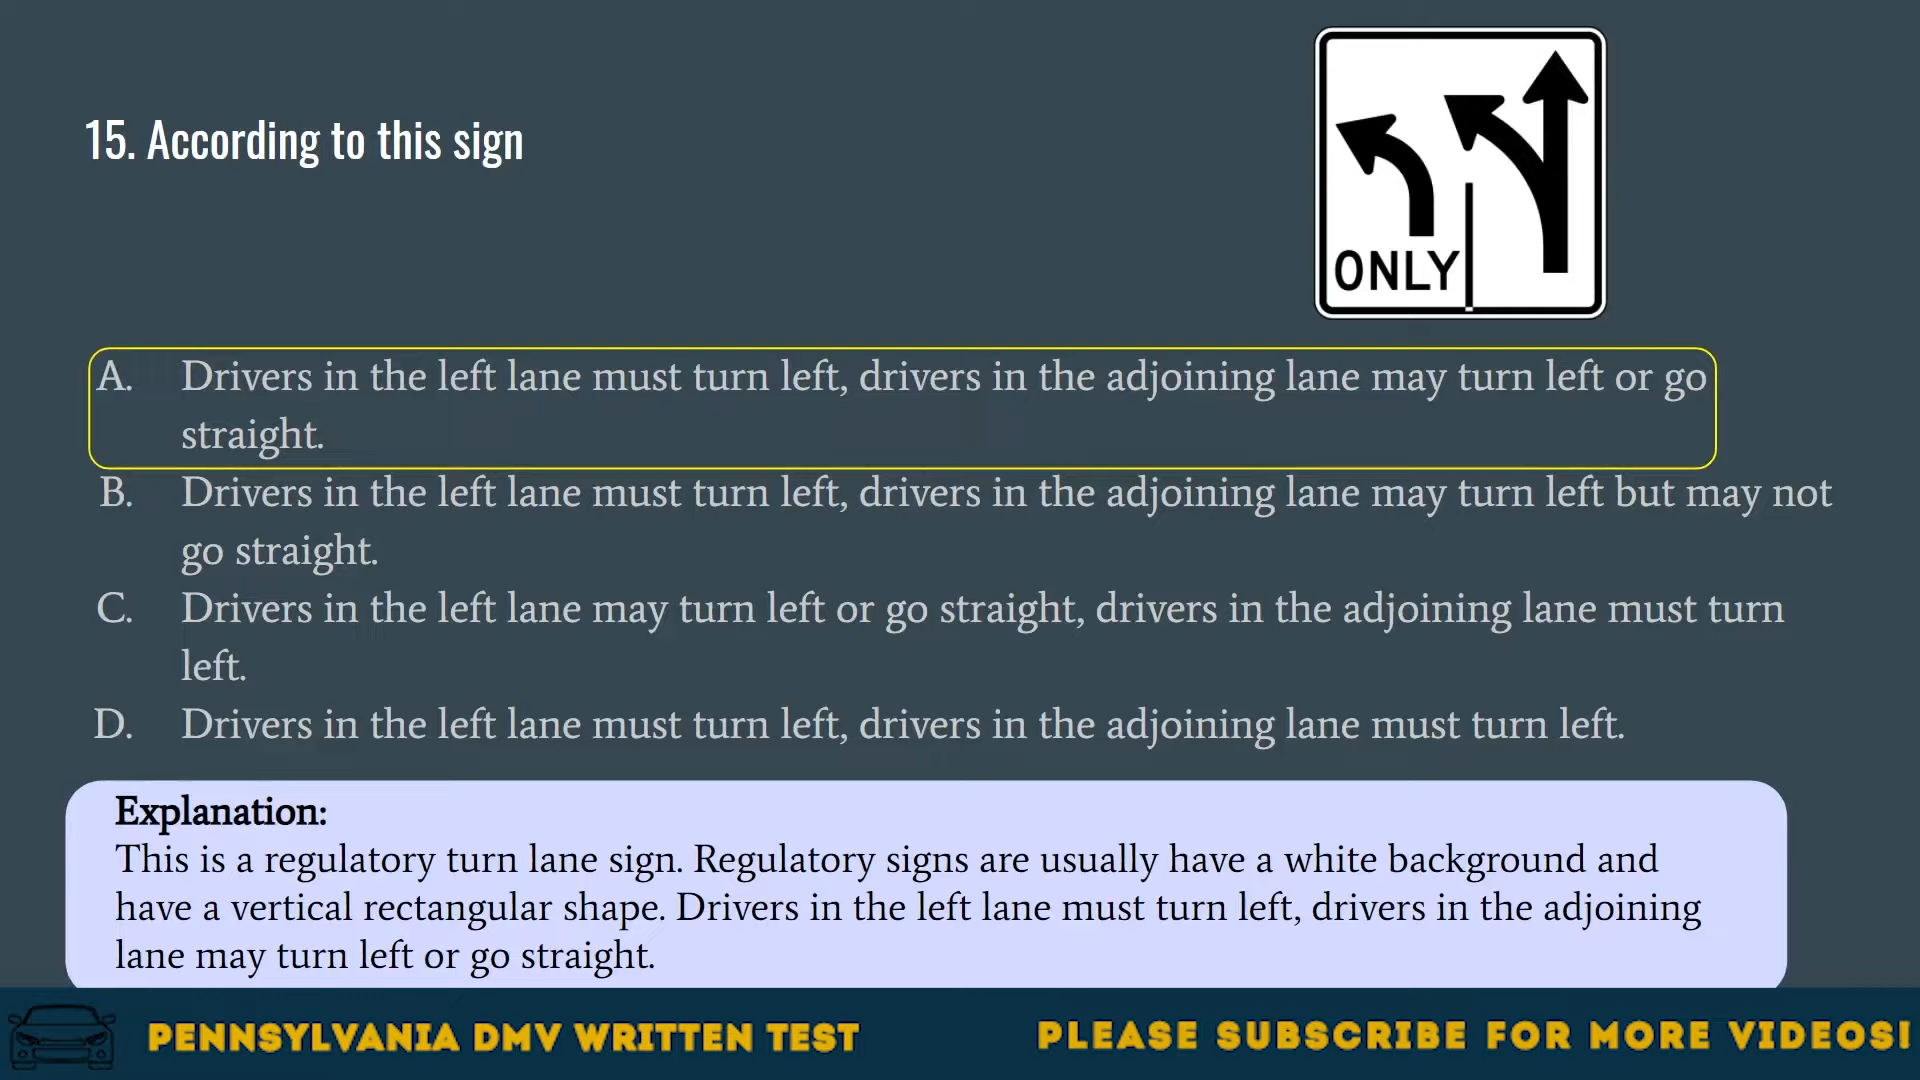 15. According to this sign
ONLY
A. Drivers in the left lane must turn left, drivers in the adjoining lane may turn left or go
straight.
B. Drivers in the left lane must turn left, drivers in the adjoining lane may turn left but may not
go straight.
C. Drivers in the left lane may turn left or go straight, drivers in the adjoining lane must turn
left.
D. Drivers in the left lane must turn left, drivers in the adjoining lane must turn left.
Explanation:
This is a regulatory turn lane sign. Regulatory signs are usually have a white background and
have a vertical rectangular shape. Drivers in the left lane must turn left, drivers in the adjoining
lane may turn left or go straight.
PENNSYLVANIA DMV WRITTEN TEST
PLEASE SUBSCRIBE FOR MORE VIDEOS!